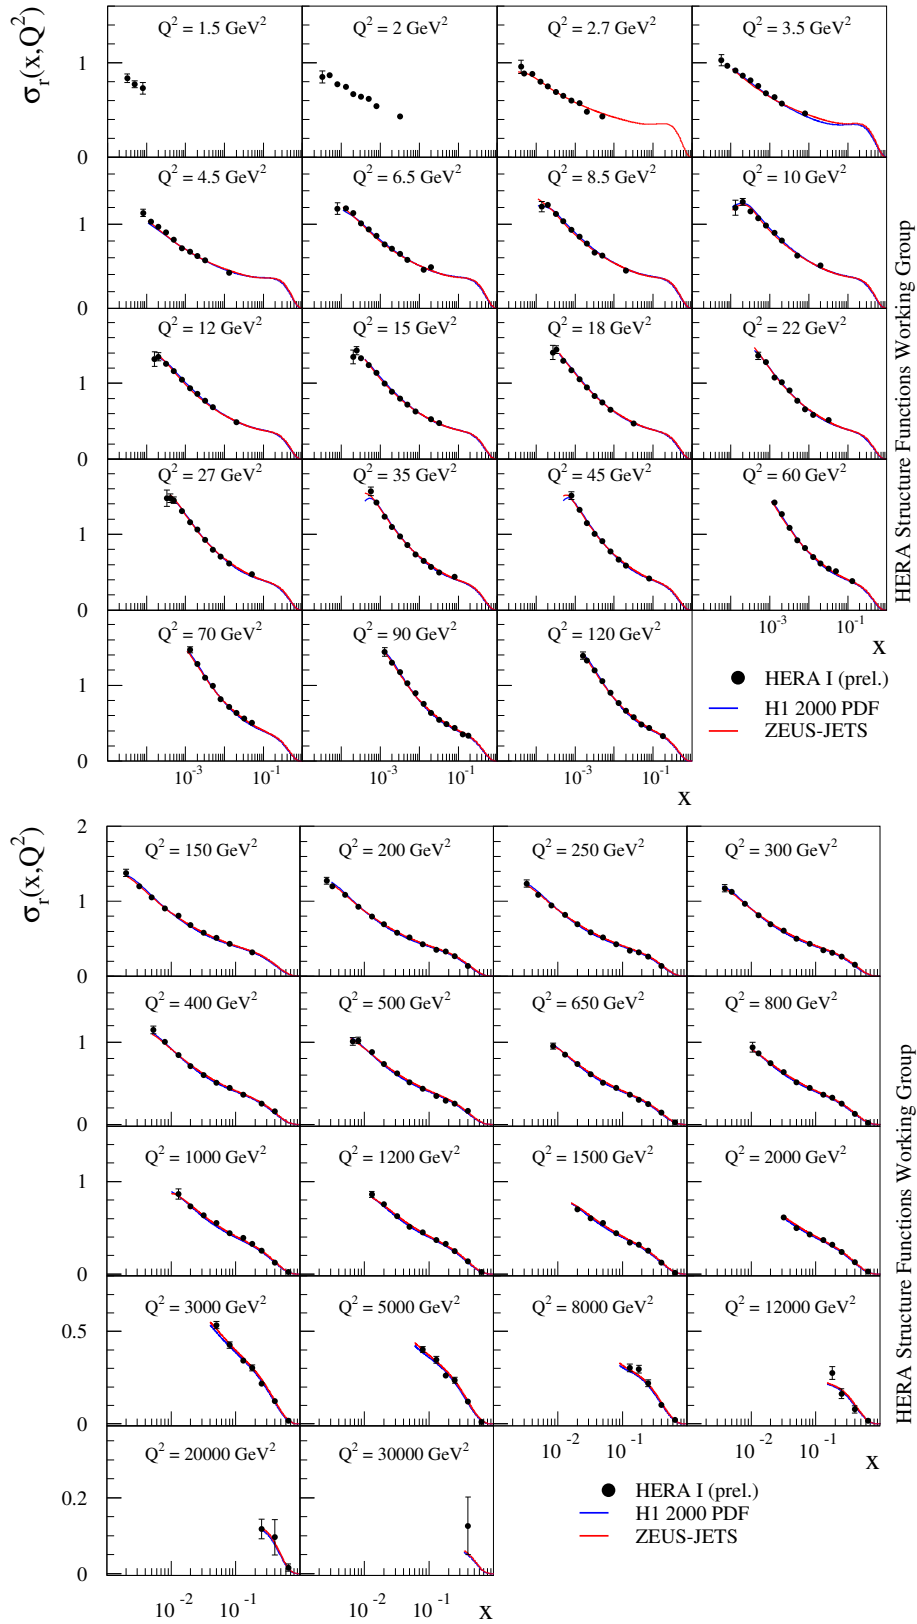 σr(x,Q²)
Q² = 1.5 GeV²
Q² = 2 GeV²
Q² = 2.7 GeV²
Q² = 3.5 GeV²
1
0
Q² = 4.5 GeV²
Q² = 6.5 GeV²
Q² = 8.5 GeV²
Q² = 10 GeV²
1
0
Q² = 12 GeV²
Q² = 15 GeV²
Q² = 18 GeV²
Q² = 22 GeV²
1
0
Q² = 27 GeV²
Q² = 35 GeV²
Q² = 45 GeV²
Q² = 60 GeV²
1
0
10⁻³ 10⁻¹
x
Q² = 70 GeV²
Q² = 90 GeV²
Q² = 120 GeV²
1
0
10⁻³ 10⁻¹ 10⁻³ 10⁻¹ 10⁻³ 10⁻¹
x
HERA I (prel.)
H1 2000 PDF
ZEUS-JETS
HERA Structure Functions Working Group
σr(x,Q²)
2
Q² = 150 GeV²
Q² = 200 GeV²
Q² = 250 GeV²
Q² = 300 GeV²
1
0
Q² = 400 GeV²
Q² = 500 GeV²
Q² = 650 GeV²
Q² = 800 GeV²
1
0
Q² = 1000 GeV²
Q² = 1200 GeV²
Q² = 1500 GeV²
Q² = 2000 GeV²
1
0
Q² = 3000 GeV²
Q² = 5000 GeV²
Q² = 8000 GeV²
Q² = 12000 GeV²
0.5
0
10⁻² 10⁻¹ 10⁻² 10⁻¹
x
Q² = 20000 GeV²
Q² = 30000 GeV²
0.2
0
10⁻² 10⁻¹ 10⁻² 10⁻¹
x
HERA I (prel.)
H1 2000 PDF
ZEUS-JETS
HERA Structure Functions Working Group